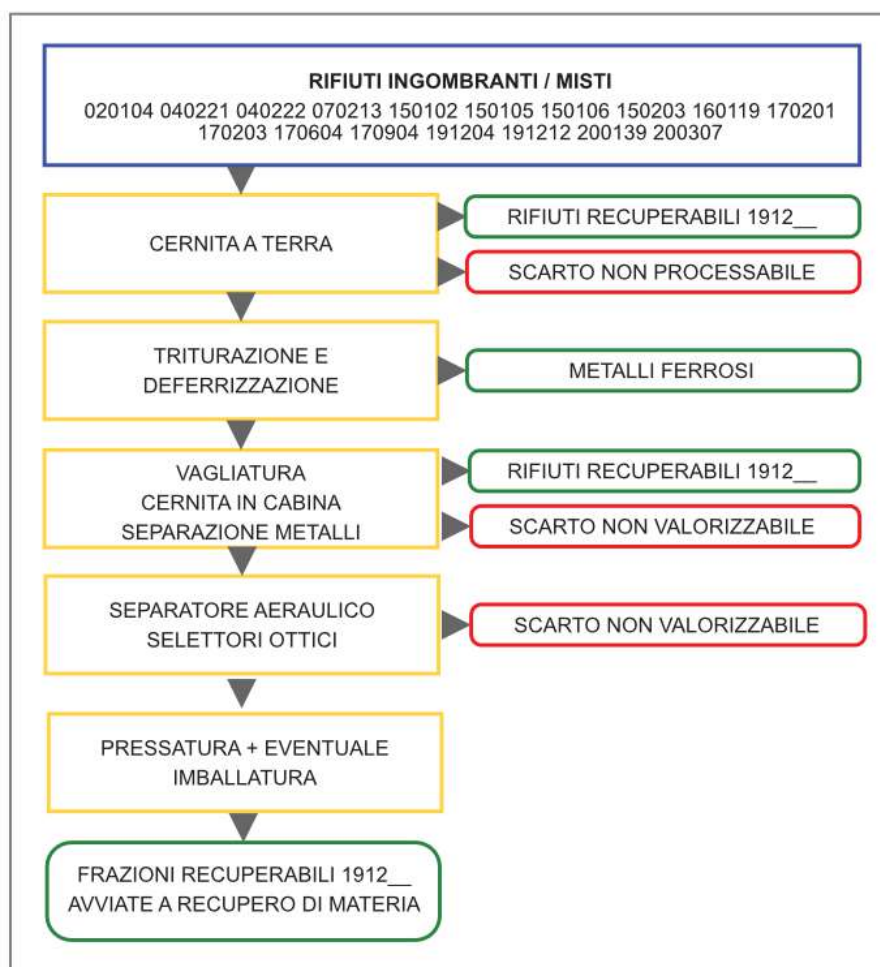 RIFIUTI INGOMBRANTI / MISTI
020104 040221 040222 070213 150102 150105 150106 150203 160119 170201
170203 170604 170904 191204 191212 200139 200307
CERNITA A TERRA
RIFIUTI RECUPERABILI 1912__
SCARTO NON PROCESSABILE
TRITURAZIONE E
DEFERRIZZAZIONE
METALLI FERROSI
VAGLIATURA
CERNITA IN CABINA
SEPARAZIONE METALLI
RIFIUTI RECUPERABILI 1912__
SCARTO NON VALORIZZABILE
SEPARATORE AERAULICO
SELETTORI OTTICI
SCARTO NON VALORIZZABILE
PRESSATURA + EVENTUALE
IMBALLATURA
FRAZIONI RECUPERABILI 1912__
AVVIATE A RECUPERO DI MATERIA